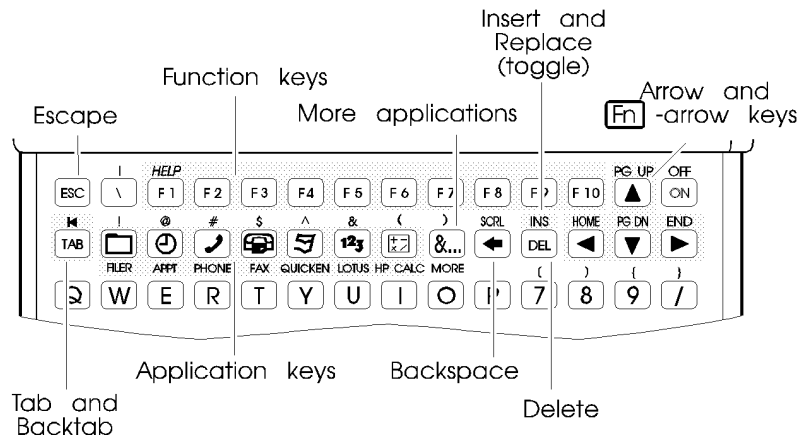 Insert and
Replace
(toggle)
Function keys
Arrow and
Fn -arrow keys
More applications
Escape
| HELP PG UP OFF
ESC \ F1 F2 F3 F4 F5 F6 F7 F8 F9 F10 ON
! @ # $ ^ & ( ) SCRL INS HOME PG DN END
TAB 123 &... DEL
FILER APPT PHONE FAX QUICKEN LOTUS HP CALC MORE [ ) { }
Q W E R T Y U I O P 7 8 9 /
Application keys
Backspace
Tab and
Backtab
Delete